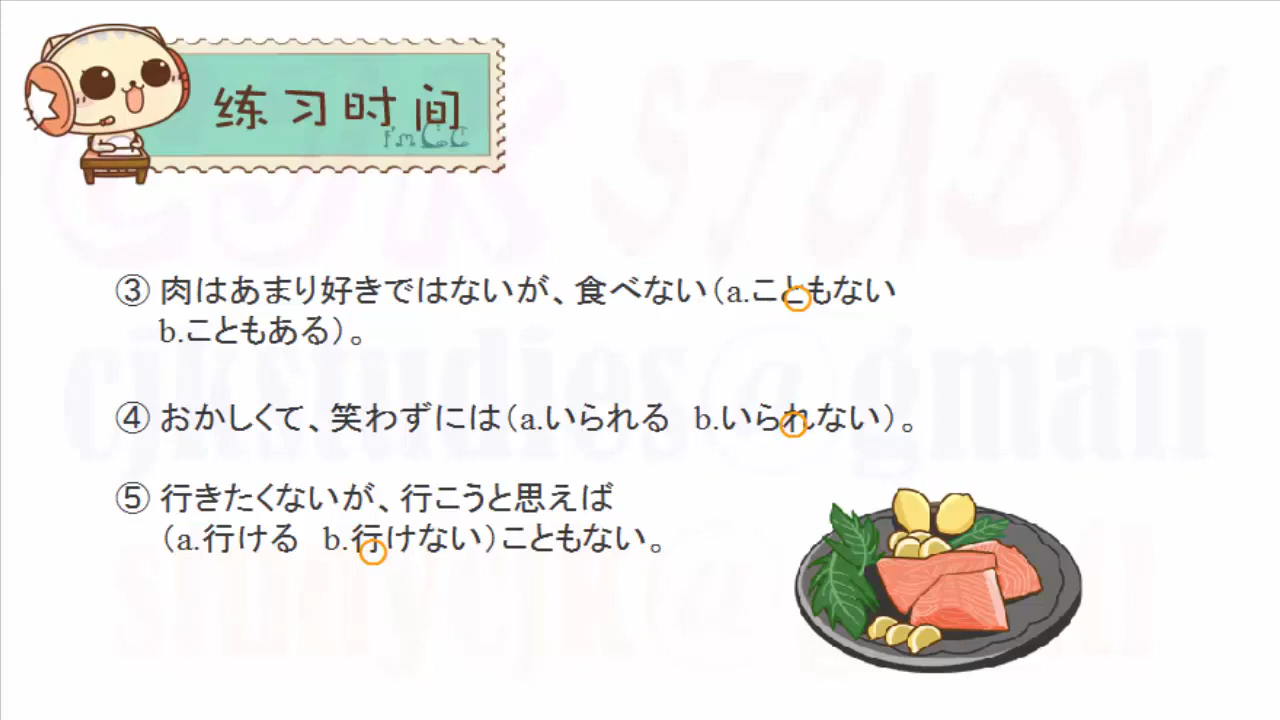 练习时间
I'm CC
CJK STUDY
③ 肉はあまり好きではないが、食べない（a.こともない
b.こともある）。
cjkstudies@gmail
④ おかしくて、笑わずには（a.いられる b.いられない）。
⑤ 行きたくないが、行こうと思えば
（a.行ける b.行けない）こともない。